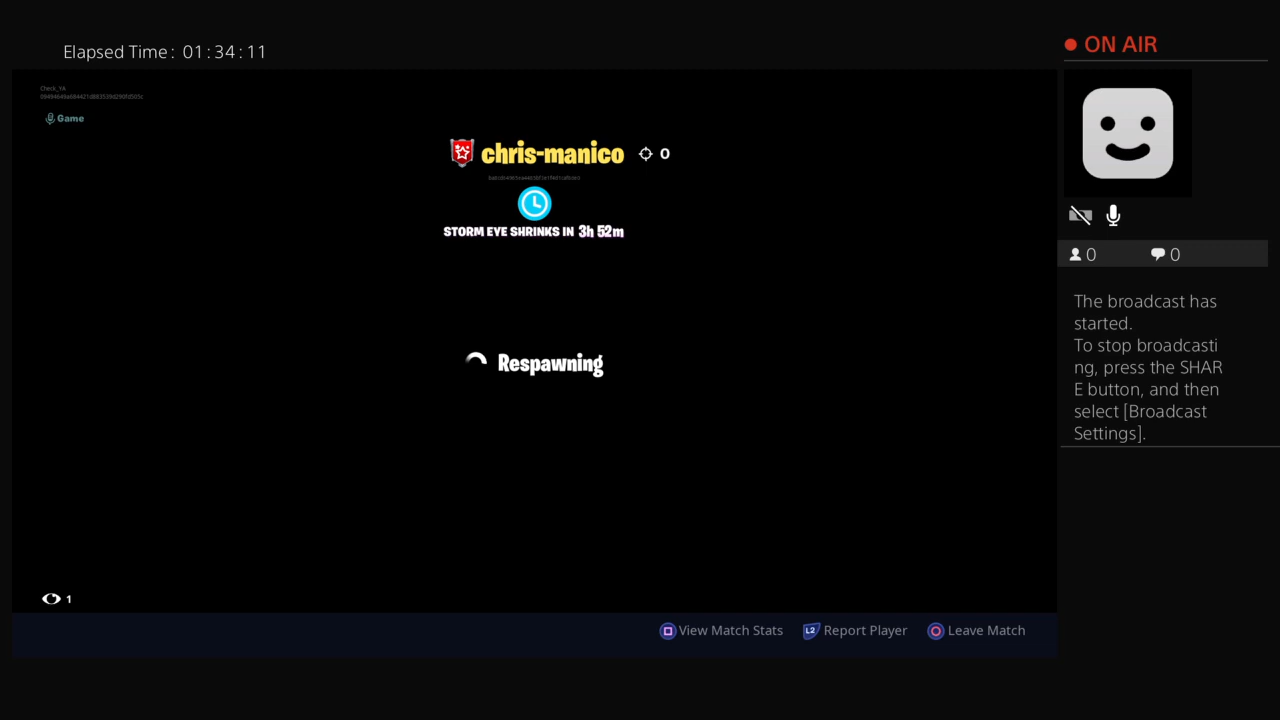 Elapsed Time: 01:34:11
ON AIR
Check_YA
Game
chris-manico 0
STORM EYE SHRINKS IN 3h 52m
Respawning
0 0
The broadcast has
started.
To stop broadcasti
ng, press the SHAR
E button, and then
select [Broadcast
Settings].
1
View Match Stats L2 Report Player Leave Match